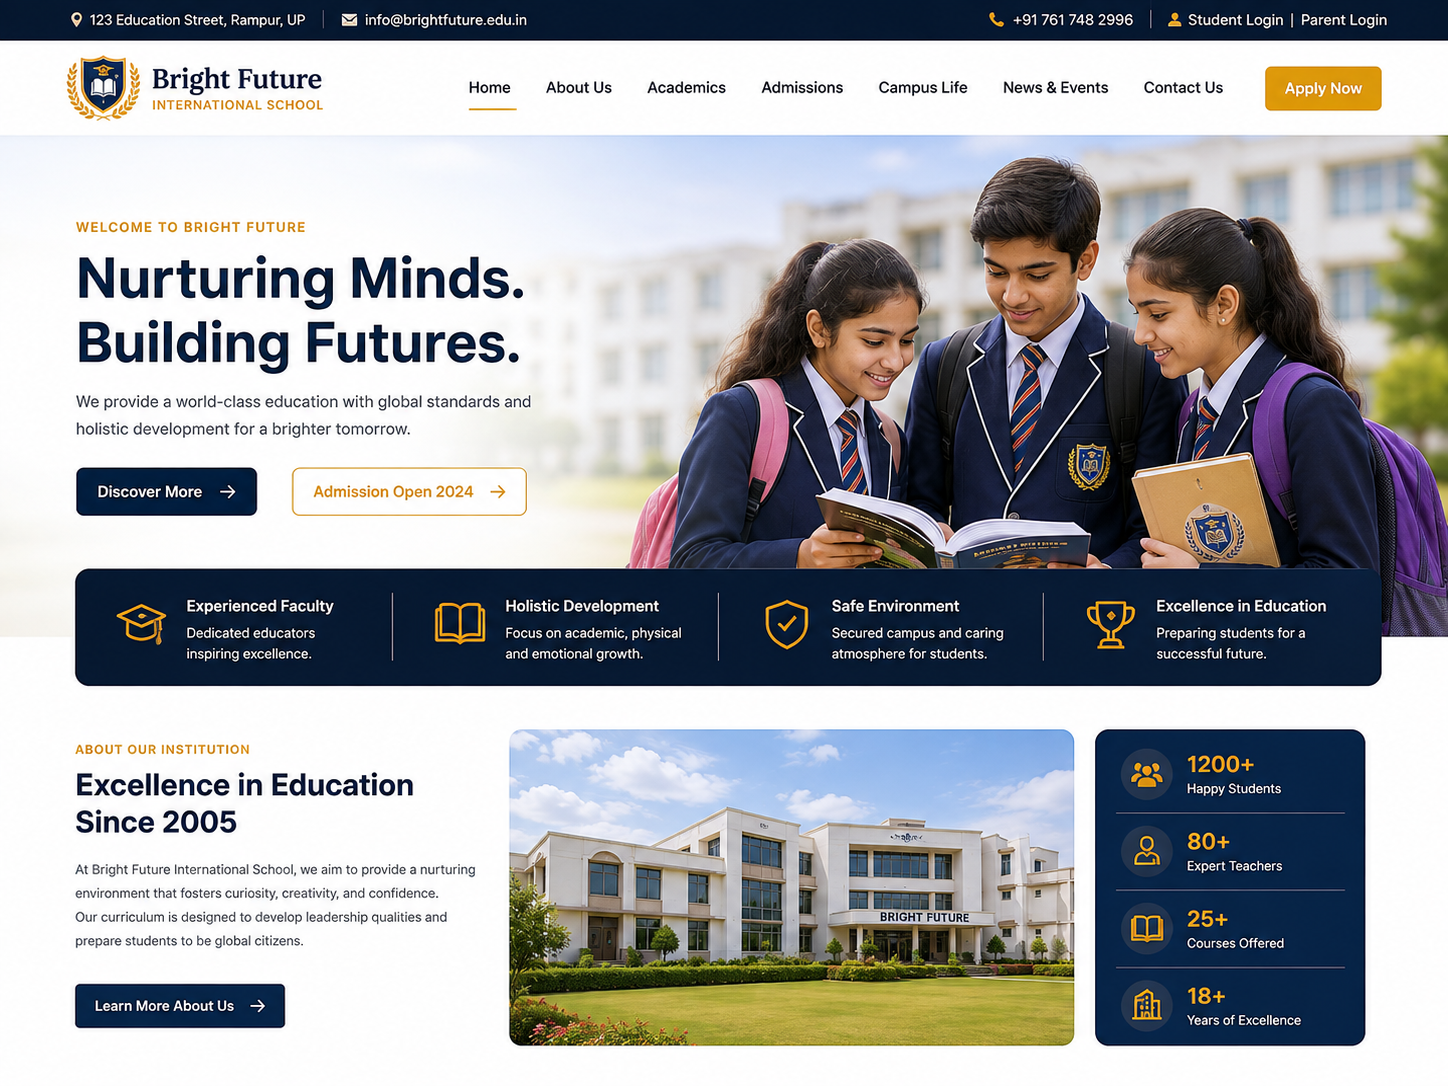 123 Education Street, Rampur, UP
info@brightfuture.edu.in
+91 761 748 2996
Student Login | Parent Login
Bright Future
INTERNATIONAL SCHOOL
Home
About Us
Academics
Admissions
Campus Life
News & Events
Contact Us
Apply Now
WELCOME TO BRIGHT FUTURE
Nurturing Minds.
Building Futures.
We provide a world-class education with global standards and
holistic development for a brighter tomorrow.
Discover More
Admission Open 2024
Experienced Faculty
Dedicated educators
inspiring excellence.
Holistic Development
Focus on academic, physical
and emotional growth.
Safe Environment
Secured campus and caring
atmosphere for students.
Excellence in Education
Preparing students for a
successful future.
ABOUT OUR INSTITUTION
Excellence in Education
Since 2005
At Bright Future International School, we aim to provide a nurturing
environment that fosters curiosity, creativity, and confidence.
Our curriculum is designed to develop leadership qualities and
prepare students to be global citizens.
Learn More About Us
BRIGHT FUTURE
1200+
Happy Students
80+
Expert Teachers
25+
Courses Offered
18+
Years of Excellence